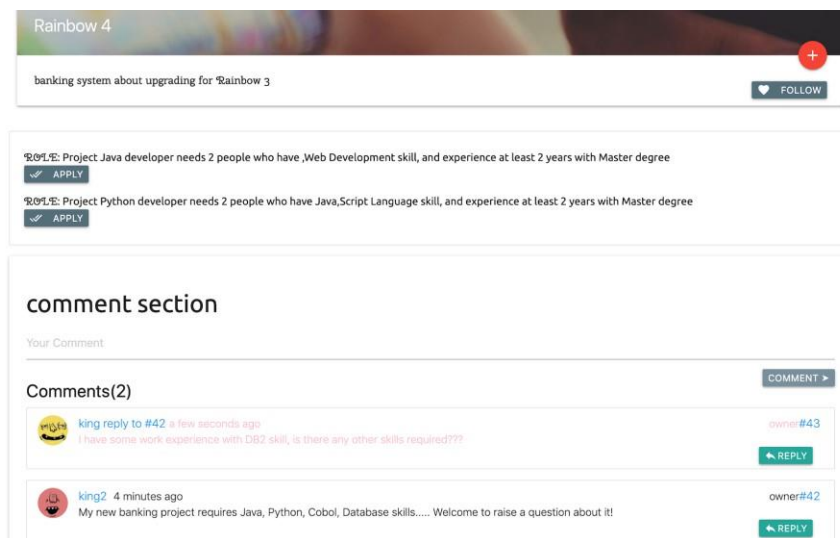 Rainbow 4
banking system about upgrading for Rainbow 3
FOLLOW
ROLE: Project Java developer needs 2 people who have ,Web Development skill, and experience at least 2 years with Master degree
APPLY
ROLE: Project Python developer needs 2 people who have Java,Script Language skill, and experience at least 2 years with Master degree
APPLY
comment section
Your Comment
COMMENT
Comments(2)
king reply to #42 a few seconds ago owner#43
I have some work experience with DB2 skill, is there any other skills required???
REPLY
king2 4 minutes ago owner#42
My new banking project requires Java, Python, Cobol, Database skills..... Welcome to raise a question about it!
REPLY